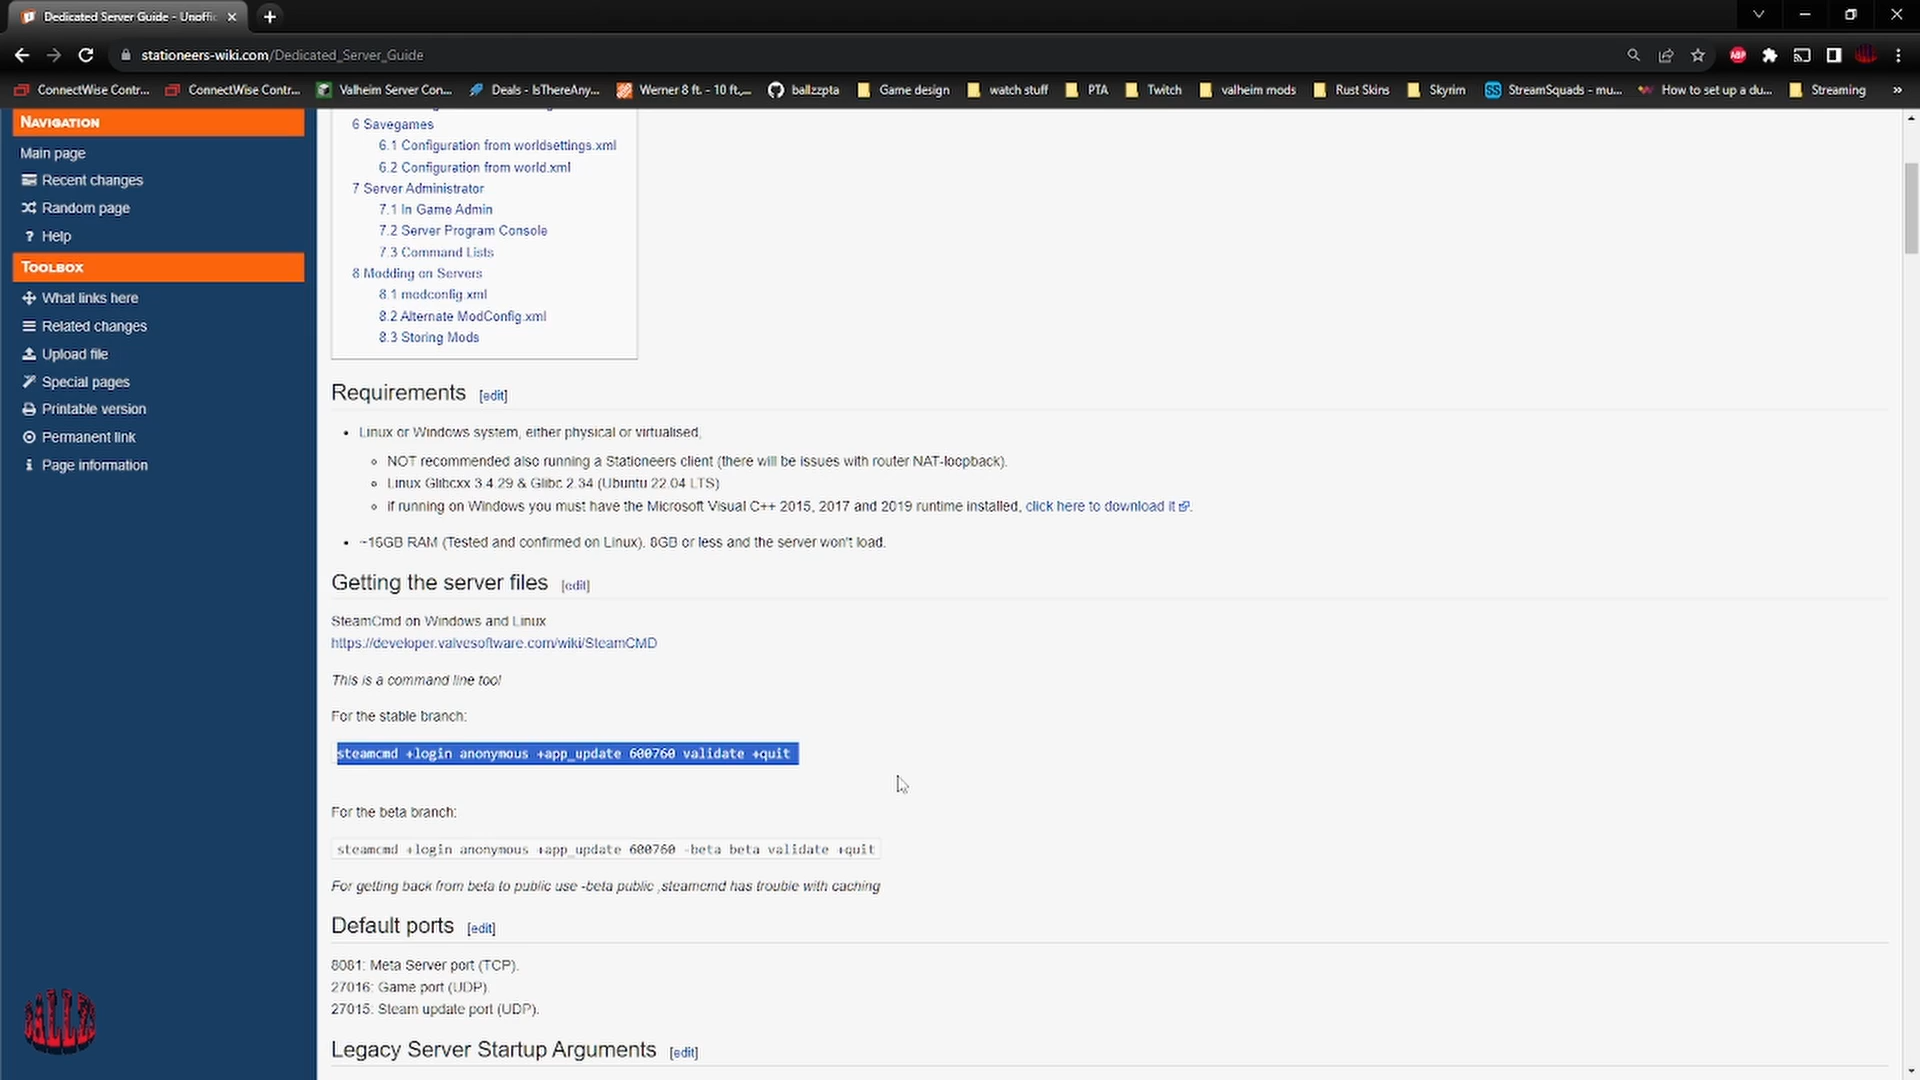 Dedicated Server Guide - Unoffic
stationeers-wiki.com/Dedicated_Server_Guide
ABP
ConnectWise Contr...
ConnectWise Contr...
Valheim Server Con...
Deals - IsThereAny...
Werner 8 ft. - 10 ft,...
ballzzpta
Game design
watch stuff
PTA
Twitch
valheim mods
Rust Skins
Skyrim
StreamSquads - mu...
How to set up a du...
Streaming
»
Navigation
Main page
Recent changes
Random page
? Help
Toolbox
What links here
Related changes
Upload file
Special pages
Printable version
Permanent link
Page information
6 Savegames
6.1 Configuration from worldsettings.xml
6.2 Configuration from world.xml
7 Server Administrator
7.1 In Game Admin
7.2 Server Program Console
7.3 Command Lists
8 Modding on Servers
8.1 modconfig.xml
8.2 Alternate ModConfig.xml
8.3 Storing Mods
Requirements [edit]
Linux or Windows system, either physical or virtualised,
NOT recommended also running a Stationeers client (there will be issues with router NAT-loopback).
Linux Glibcxx 3.4.29 & Glibc 2.34 (Ubuntu 22.04 LTS)
if running on Windows you must have the Microsoft Visual C++ 2015, 2017 and 2019 runtime installed, click here to download it.
~16GB RAM (Tested and confirmed on Linux). 8GB or less and the server won't load.
Getting the server files [edit]
SteamCmd on Windows and Linux
https://developer.valvesoftware.com/wiki/SteamCMD
This is a command line tool
For the stable branch:
steamcmd +login anonymous +app_update 600760 validate +quit
For the beta branch:
steamcmd +login anonymous +app_update 600760 -beta beta validate +quit
For getting back from beta to public use -beta public ,steamcmd has trouble with caching
Default ports [edit]
8081: Meta Server port (TCP).
27016: Game port (UDP).
27015: Steam update port (UDP).
Legacy Server Startup Arguments [edit]
BALLZS